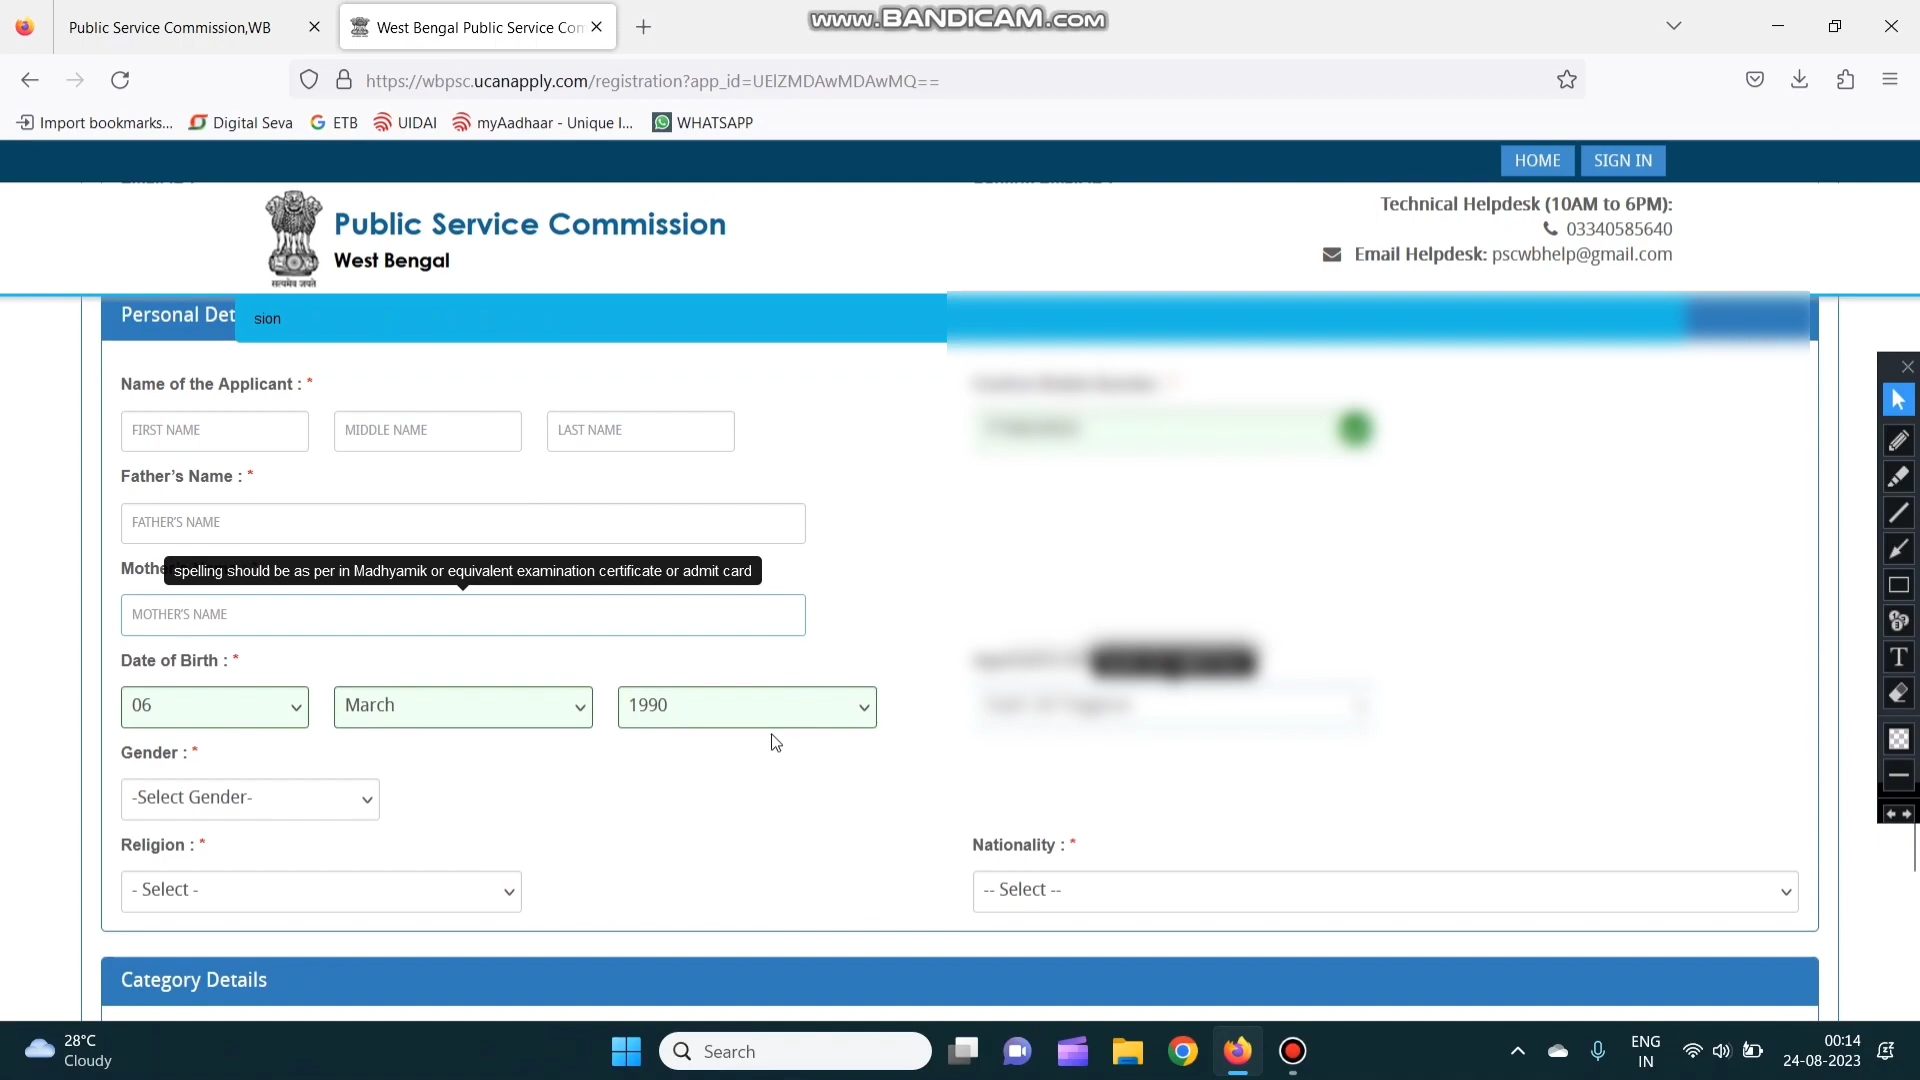 Public Service Commission,WB
West Bengal Public Service Con
www.BANDICAM.COM
https://wbpsc.ucanapply.com/registration?app_id=UElZMDAwMDAwMQ==
Import bookmarks...
Digital Seva
ETB
UIDAI
myAadhaar - Unique I...
WHATSAPP
HOME
SIGN IN
Public Service Commission
West Bengal
सत्यमेव जयते
Technical Helpdesk (10AM to 6PM):
03340585640
Email Helpdesk: pscwbhelp@gmail.com
Personal Det
sion
Name of the Applicant : *
FIRST NAME
MIDDLE NAME
LAST NAME
Father's Name : *
FATHER'S NAME
Mothe
spelling should be as per in Madhyamik or equivalent examination certificate or admit card
MOTHER'S NAME
Date of Birth : *
06
March
1990
Gender : *
-Select Gender-
Religion : *
Nationality : *
- Select -
-- Select --
Category Details
28°C
Cloudy
Search
ENG
IN
00:14
24-08-2023